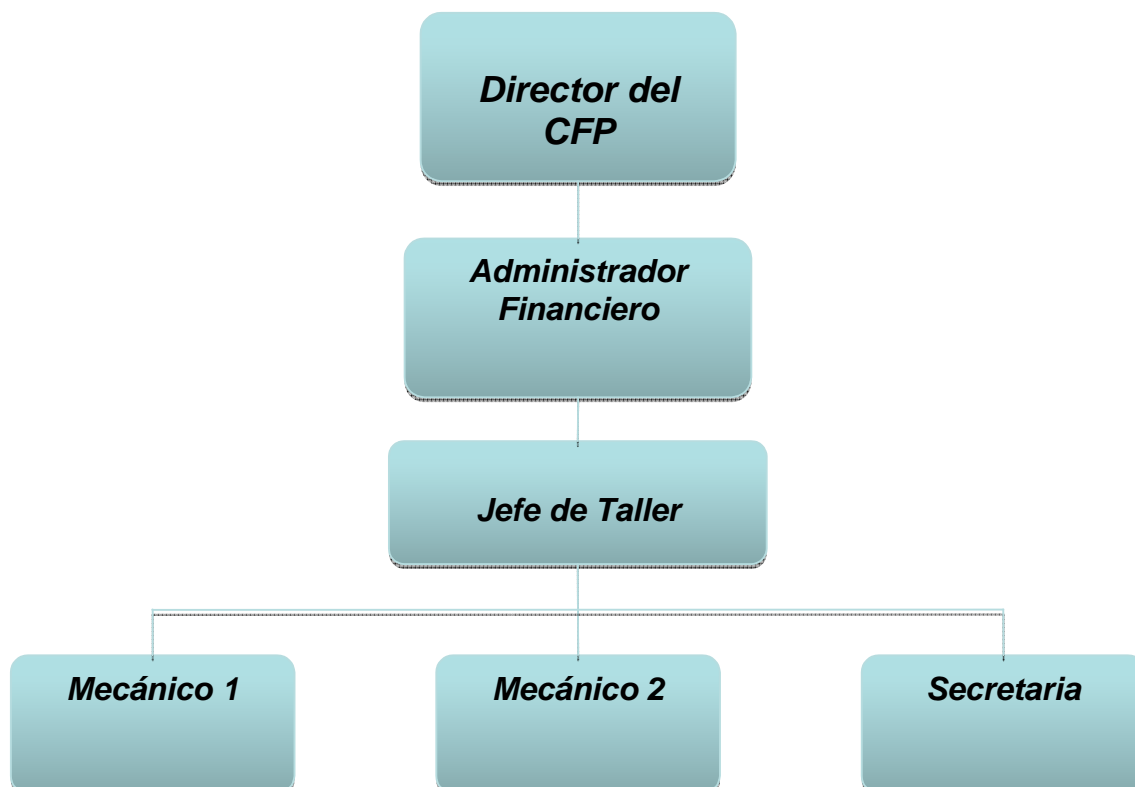 Director del
CFP
Administrador
Financiero
Jefe de Taller
Mecánico 1
Mecánico 2
Secretaria